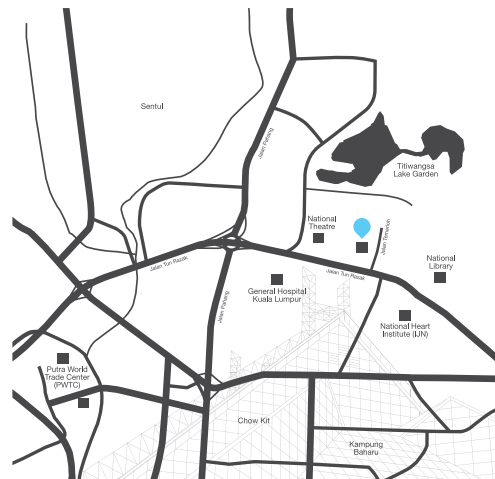 Sentul
Jalan Pahang
Titiwangsa
Lake Garden
National
Theatre
Jalan Temerloh
Jalan Tun Razak
Jalan Tun Razak
National
Library
General Hospital
Kuala Lumpur
Jalan Pahang
National Heart
Institute (IJN)
Putra World
Trade Center
(PWTC)
Chow Kit
Kampung
Baharu